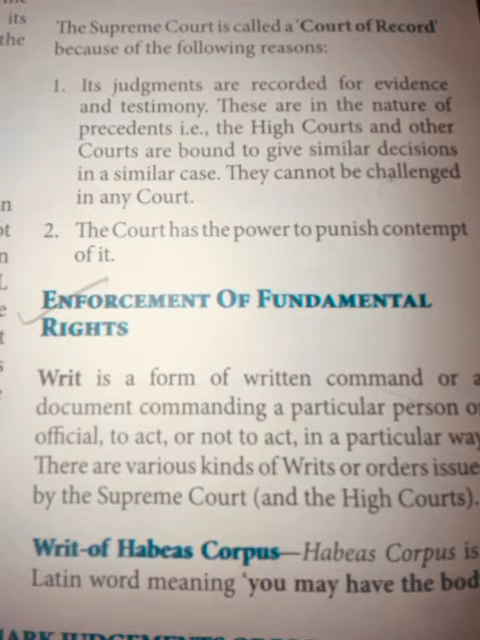 its
the
The Supreme Court is called a 'Court of Record'
because of the following reasons:
1. Its judgments are recorded for evidence
and testimony. These are in the nature of
precedents i.e., the High Courts and other
Courts are bound to give similar decisions
in a similar case. They cannot be challenged
in any Court.
2. The Court has the power to punish contempt
of it.
ENFORCEMENT OF FUNDAMENTAL
RIGHTS
Writ is a form of written command or a
document commanding a particular person or
official, to act, or not to act, in a particular way
There are various kinds of Writs or orders issue
by the Supreme Court (and the High Courts).
Writ-of Habeas Corpus—Habeas Corpus is
Latin word meaning 'you may have the bod